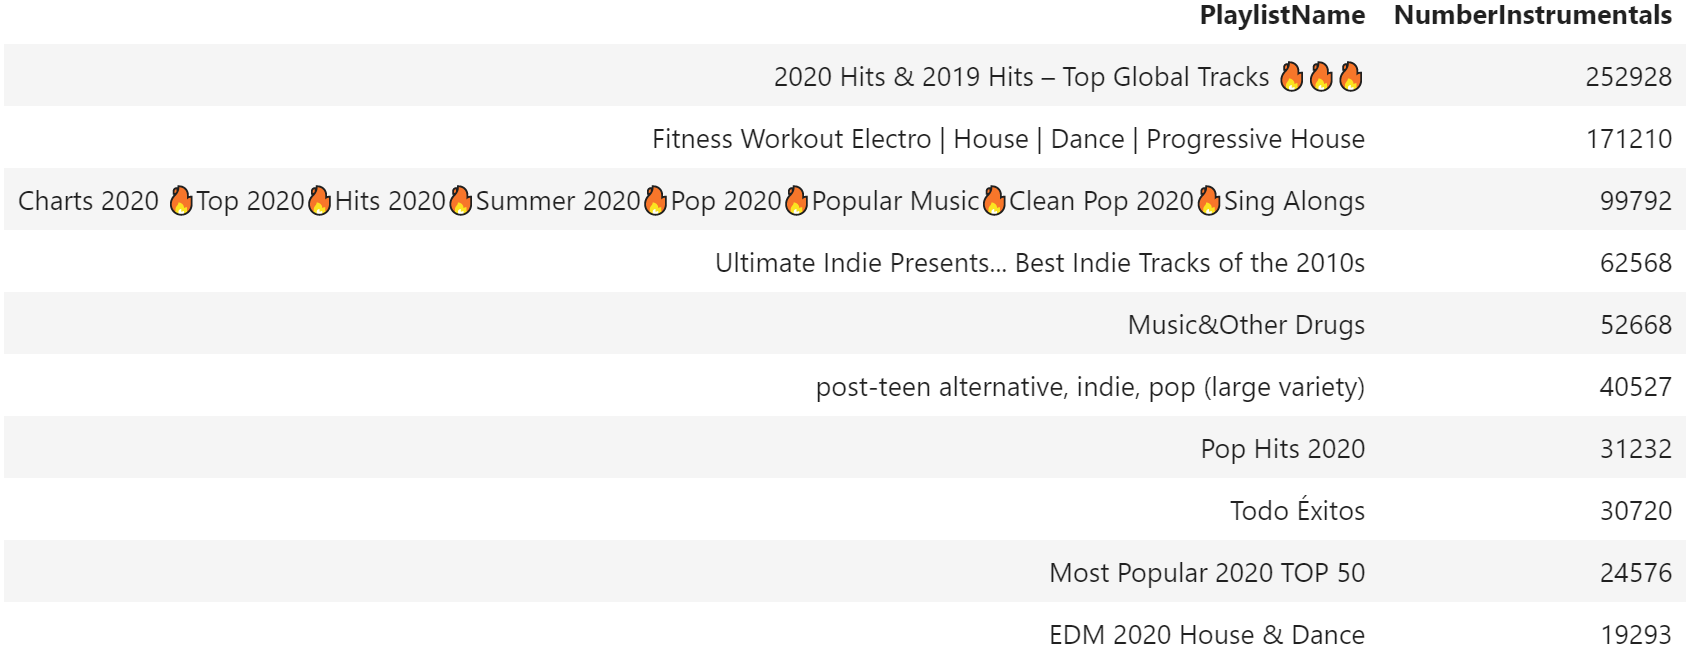 PlaylistName NumberInstrumentals
2020 Hits & 2019 Hits – Top Global Tracks 🔥🔥🔥 252928
Fitness Workout Electro | House | Dance | Progressive House 171210
Charts 2020 🔥Top 2020🔥Hits 2020🔥Summer 2020🔥Pop 2020🔥Popular Music🔥Clean Pop 2020🔥Sing Alongs 99792
Ultimate Indie Presents... Best Indie Tracks of the 2010s 62568
Music&Other Drugs 52668
post-teen alternative, indie, pop (large variety) 40527
Pop Hits 2020 31232
Todo Éxitos 30720
Most Popular 2020 TOP 50 24576
EDM 2020 House & Dance 19293